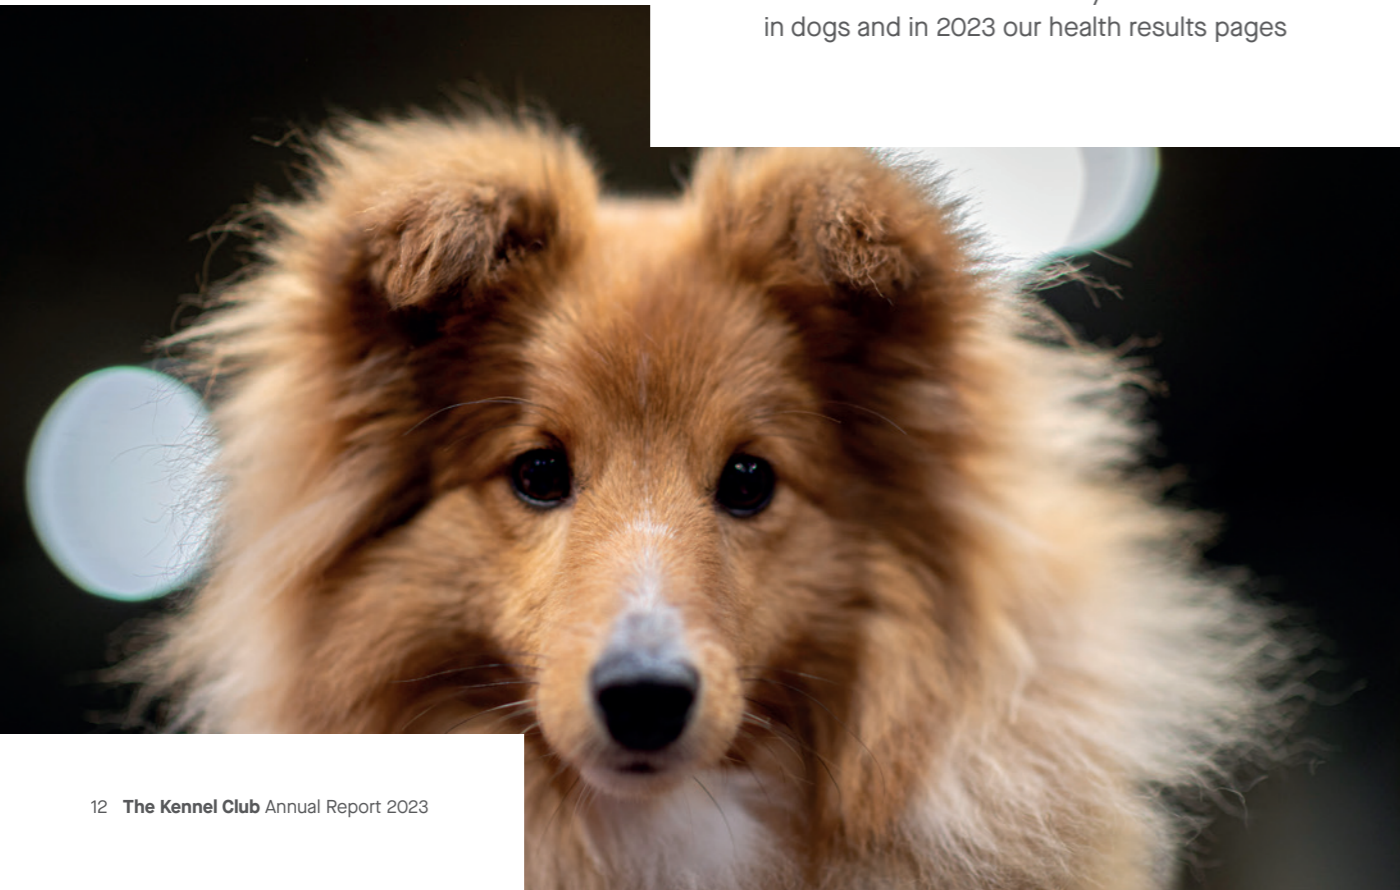 in dogs and in 2023 our health results pages
12 The Kennel Club Annual Report 2023